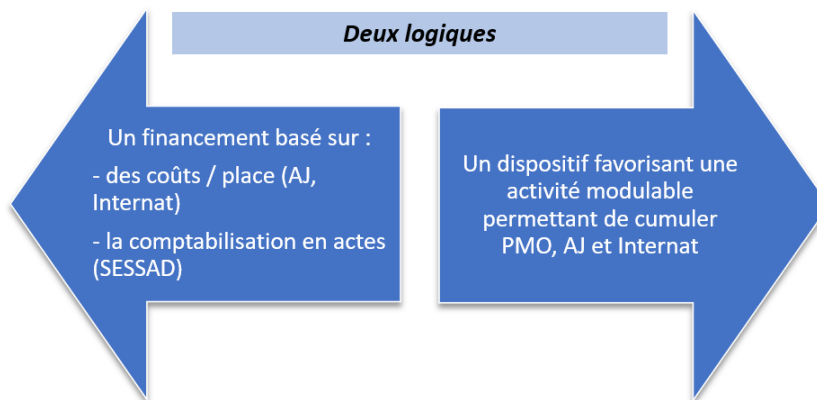 Deux logiques
Un financement basé sur :
- des coûts / place (AJ,
Internat)
- la comptabilisation en actes
(SESSAD)
Un dispositif favorisant une
activité modulable
permettant de cumuler
PMO, AJ et Internat